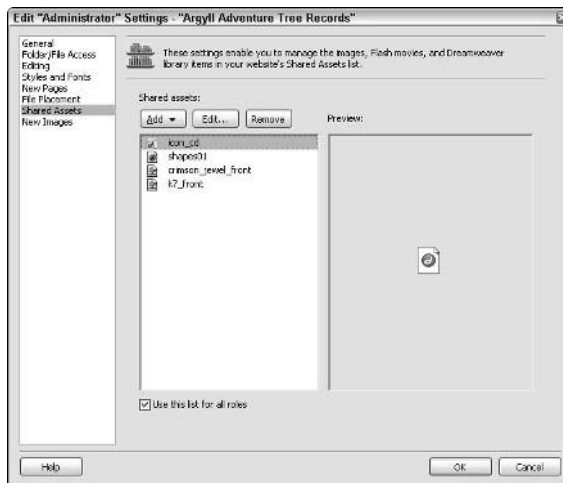 Edit "Administrator" Settings - "Argyll Adventure Tree Records"
General
Folder/File Access
Editing
Styles and Fonts
New Pages
File Placement
Shared Assets
New Images
These settings enable you to manage the images, Flash movies, and Dreamweaver
library items in your website's Shared Assets list.
Shared assets:
Add
Edit...
Remove
Preview:
icon_cd
shapes01
crimson_jewel_front
k7_front
Use this list for all roles
Help
OK
Cancel